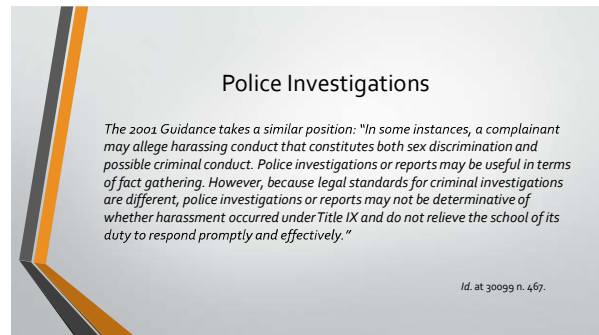 Police Investigations
The 2001 Guidance takes a similar position: “In some instances, a complainant
may allege harassing conduct that constitutes both sex discrimination and
possible criminal conduct. Police investigations or reports may be useful in terms
of fact gathering. However, because legal standards for criminal investigations
are different, police investigations or reports may not be determinative of
whether harassment occurred under Title IX and do not relieve the school of its
duty to respond promptly and effectively.”
Id. at 30099 n. 467.